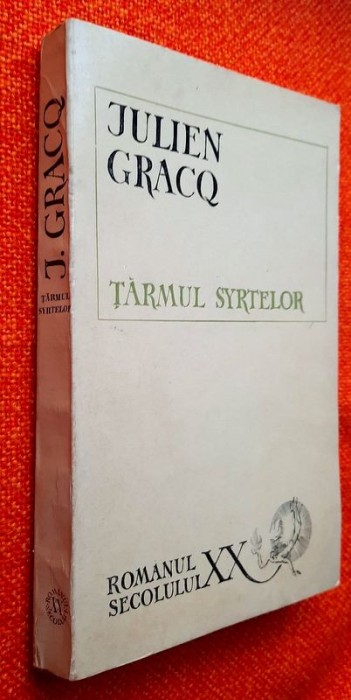 J. GRACQ
ȚĂRMUL
SYRTELOR
JULIEN
GRACQ
ȚĂRMUL SYRTELOR
ROMANUL
SECOLULUI XX